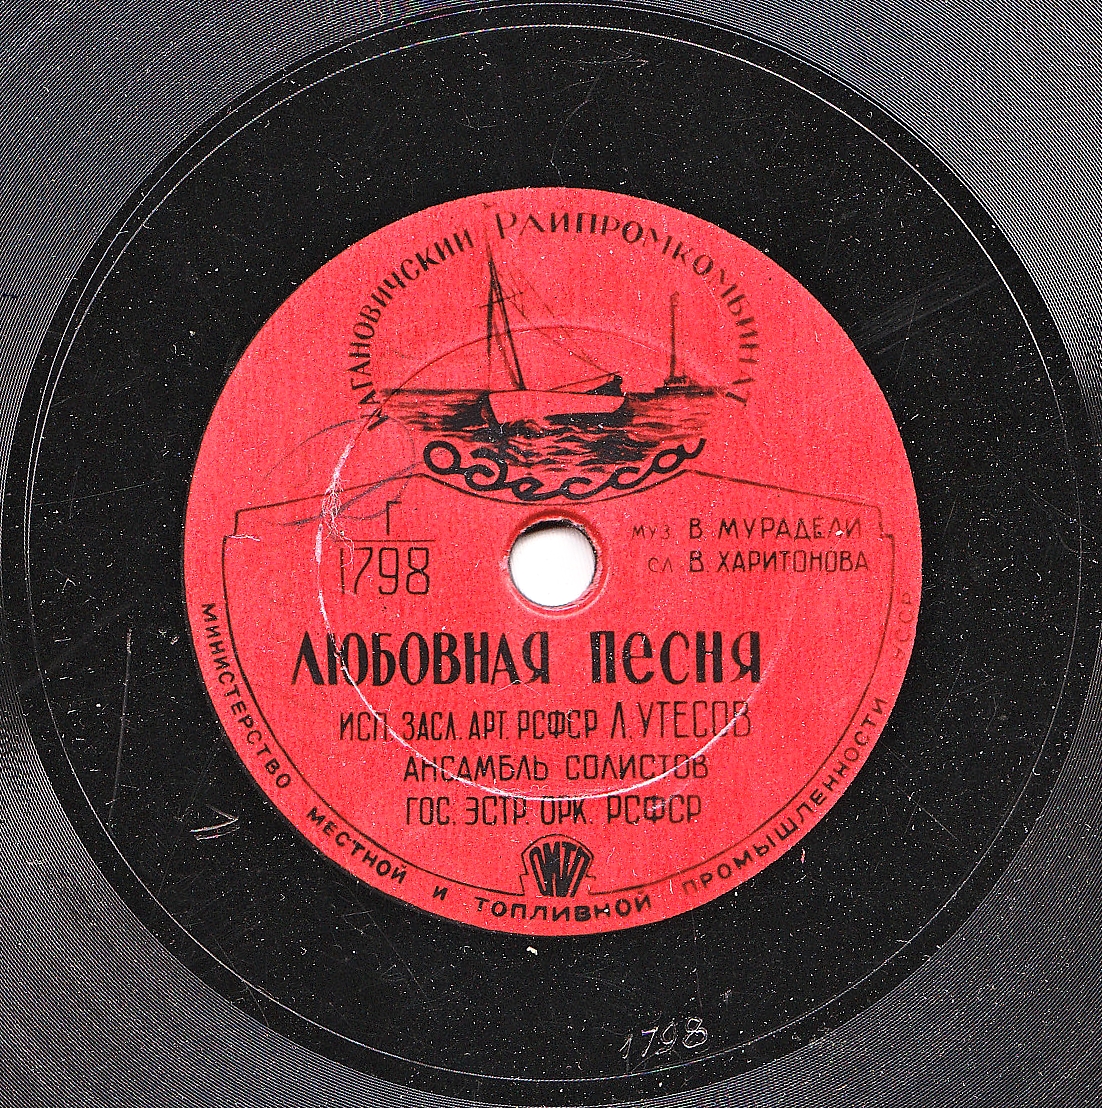 КАГАНОВИЧСКИЙ РАЙПРОМКОМБИНАТ
Одесса
Г
1798
муз. В. МУРАДЕЛИ
сл. В. ХАРИТОНОВА
ЛЮБОВНАЯ ПЕСНЯ
ИСП. ЗАСЛ. АРТ. РСФСР Л. УТЕСОВ
АНСАМБЛЬ СОЛИСТОВ
ГОС. ЭСТР. ОРК. РСФСР
МИНИСТЕРСТВО МЕСТНОЙ И ТОПЛИВНОЙ ПРОМЫШЛЕННОСТИ УССР
1798